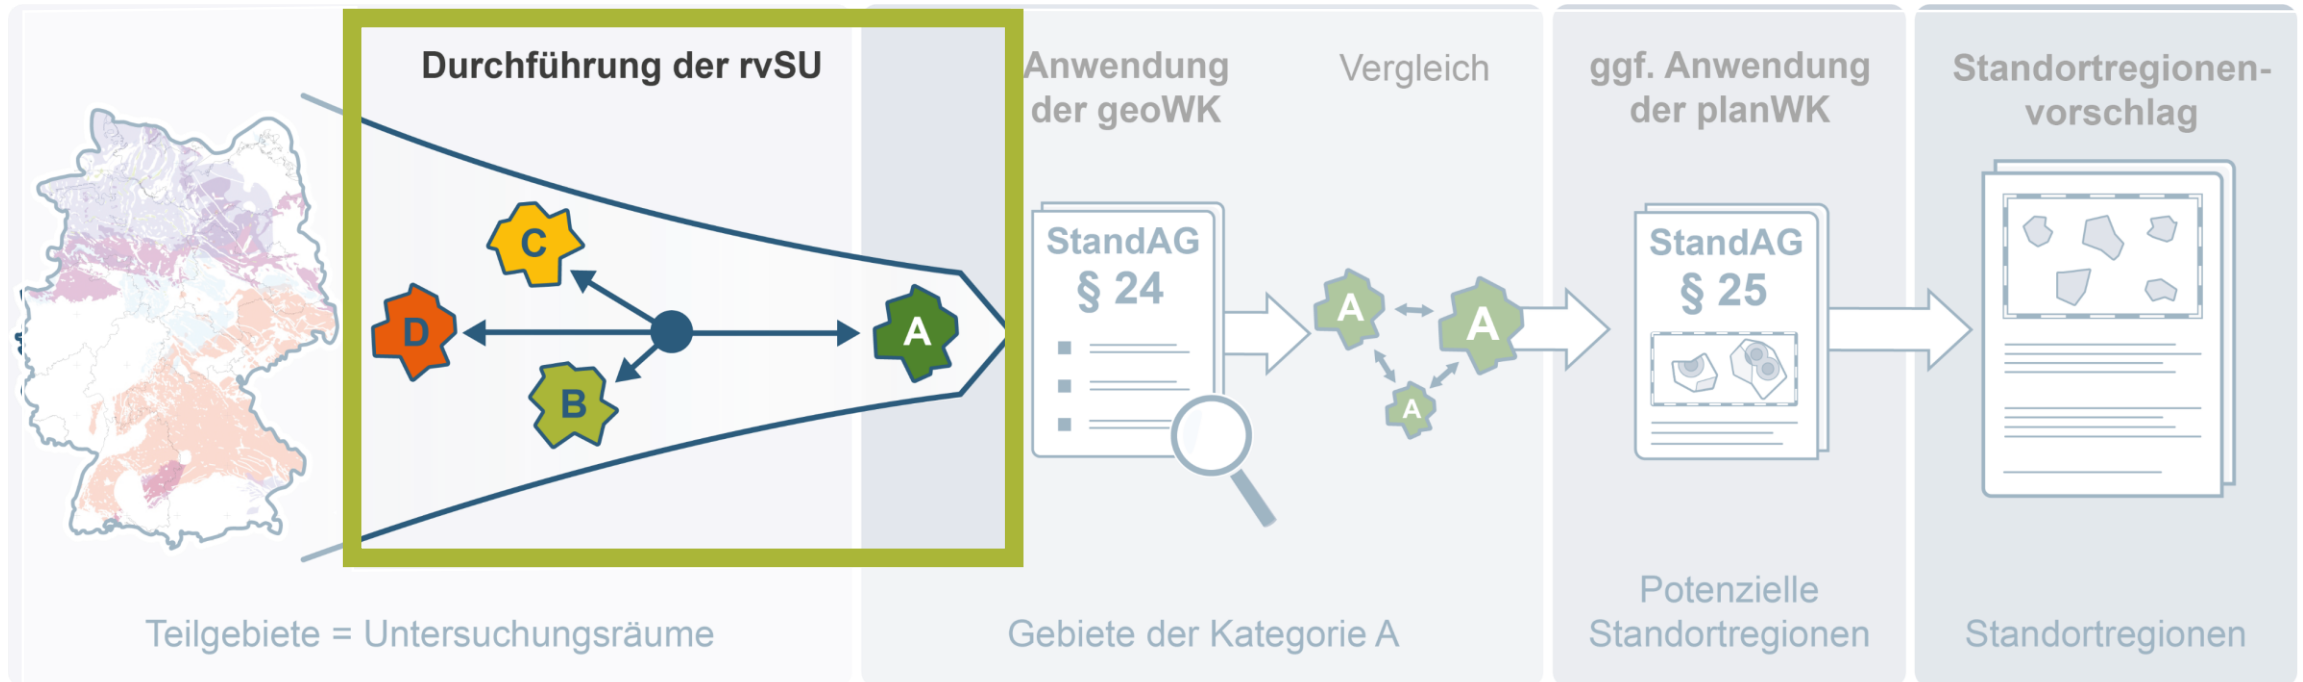 Durchführung der rvSU
C
D
B
A
Anwendung
der geoWK
Vergleich
StandAG
§ 24
A
A
A
ggf. Anwendung
der planWK
StandAG
§ 25
Standortregionen-
vorschlag
Teilgebiete = Untersuchungsräume
Gebiete der Kategorie A
Potenzielle
Standortregionen
Standortregionen